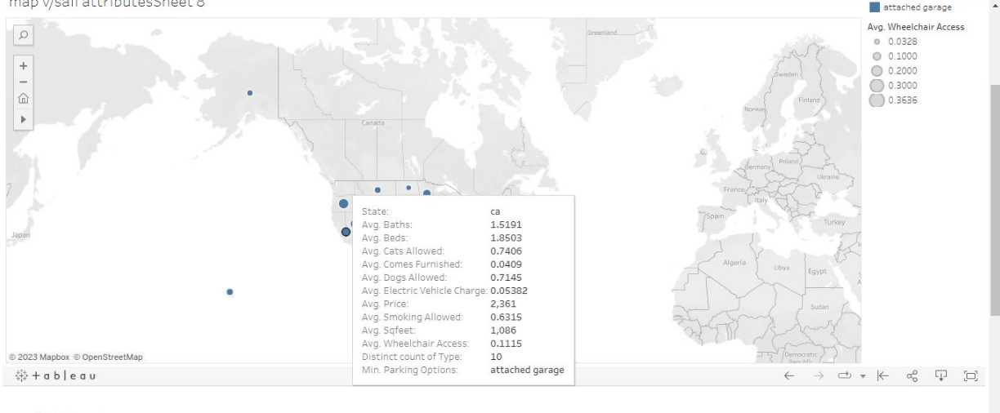 map v/sall attributesSheet 8
attached garage
Avg. Wheelchair Access
0.0328
0.1000
0.2000
0.3000
0.3636
Greenland
Canada
Japan
Sweden
Finland
Norway
Germany
Poland
Ukraine
France
Italy
Spain
Turkey
Algeria
Libya
Egypt
Sudan
Democratic
State: ca
Avg. Baths: 1.5191
Avg. Beds: 1.8503
Avg. Cats Allowed: 0.7406
Avg. Comes Furnished: 0.0409
Avg. Dogs Allowed: 0.7145
Avg. Electric Vehicle Charge: 0.05382
Avg. Price: 2,361
Avg. Smoking Allowed: 0.6315
Avg. Sqfeet: 1,086
Avg. Wheelchair Access: 0.1115
Distinct count of Type: 10
Min. Parking Options: attached garage
© 2023 Mapbox © OpenStreetMap
+ableau